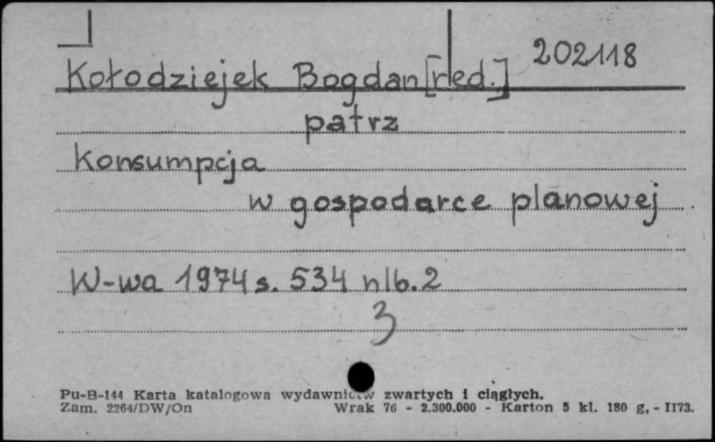 202118
Kołodziejek Bogdan [red.]
patrz
Konsumpcja
w gospodarce planowej
W-wa 1974 s. 534 nlb. 2
3
Pu-B-144 Karta katalogowa wydawnictw zwartych i ciągłych.
Zam. 2264/DW/On Wrak 76 - 2.300.000 - Karton 5 kl. 180 g. - II73.